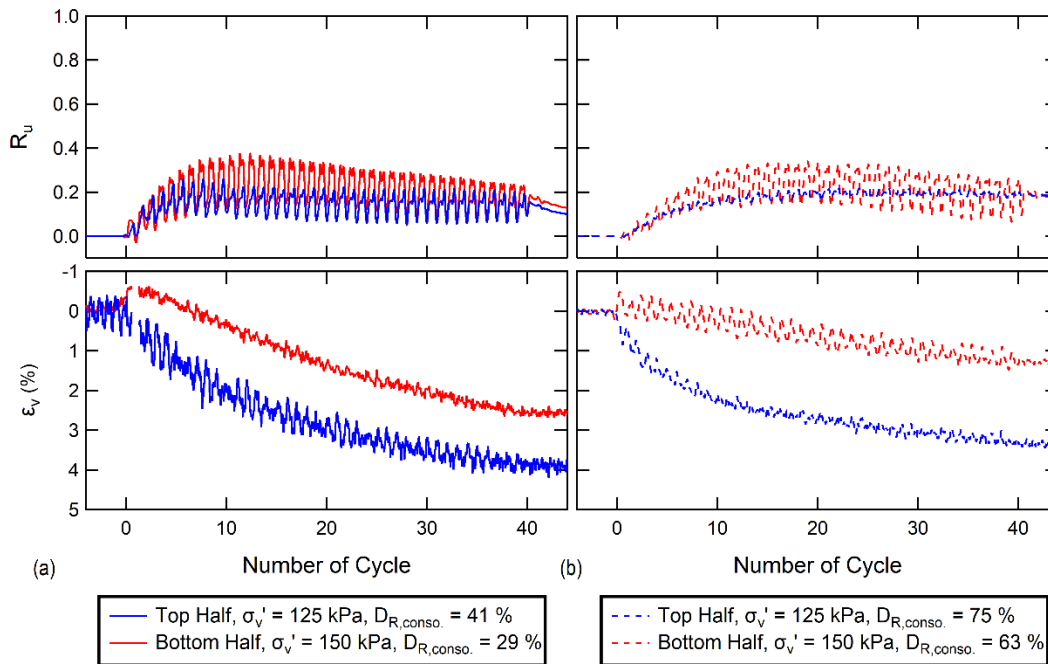 1.0
0.8
0.6
0.4
0.2
0.0
R_u
-1
0
1
2
3
4
5
ε_v (%)
0 10 20 30 40
0 10 20 30 40
(a) Number of Cycle
(b) Number of Cycle
Top Half, σ_v' = 125 kPa, D_R,conso. = 41 %
Bottom Half, σ_v' = 150 kPa, D_R,conso. = 29 %
Top Half, σ_v' = 125 kPa, D_R,conso. = 75 %
Bottom Half, σ_v' = 150 kPa, D_R,conso. = 63 %